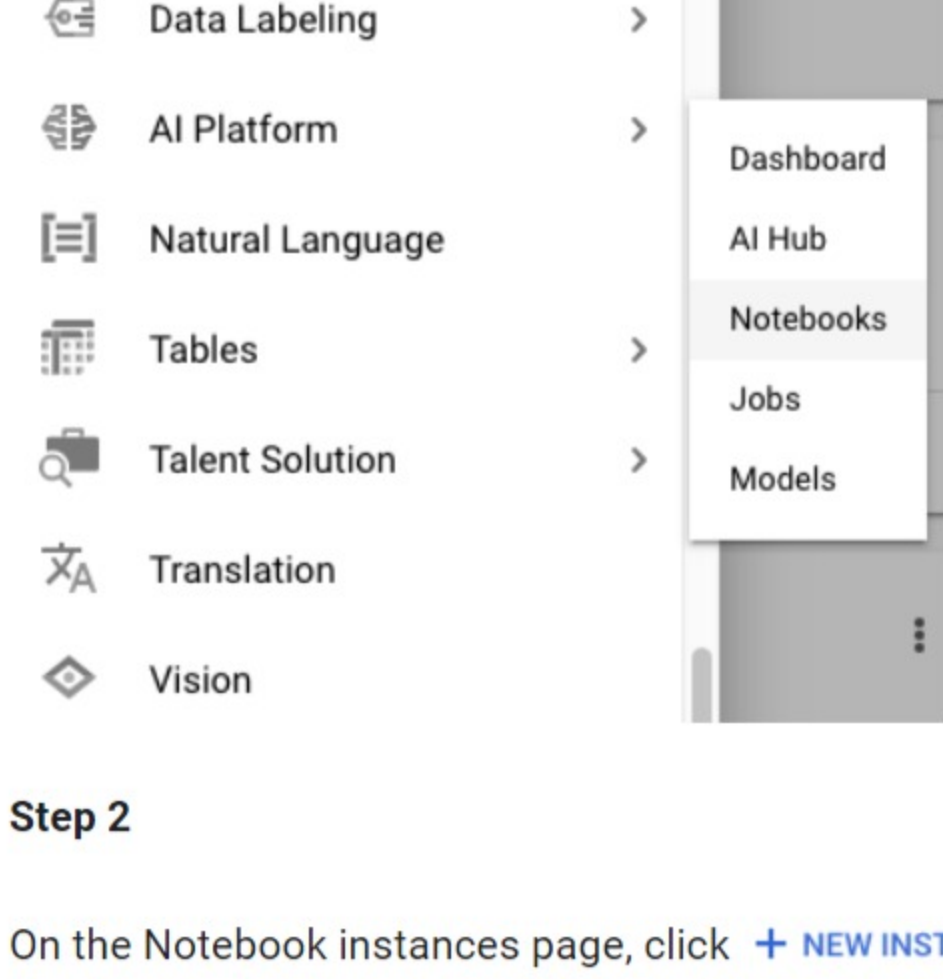 Data Labeling
AI Platform
Natural Language
Tables
Talent Solution
Translation
Vision
Dashboard
AI Hub
Notebooks
Jobs
Models
Step 2
On the Notebook instances page, click + NEW INST